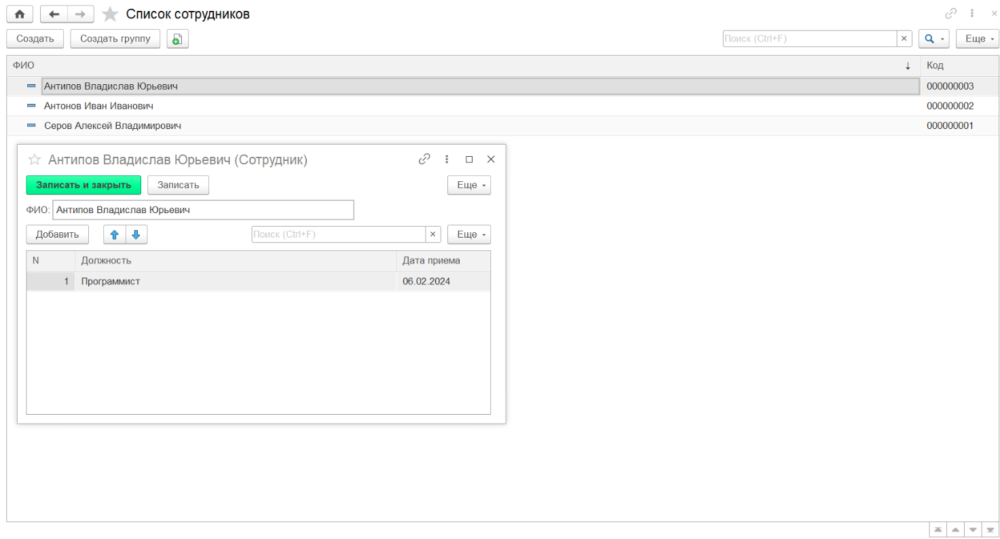 Список сотрудников
Создать Создать группу Поиск (Ctrl+F) Еще
ФИО Код
Антипов Владислав Юрьевич 000000003
Антонов Иван Иванович 000000002
Серов Алексей Владимирович 000000001
Антипов Владислав Юрьевич (Сотрудник)
Записать и закрыть Записать Еще
ФИО: Антипов Владислав Юрьевич
Добавить Поиск (Ctrl+F) Еще
N Должность Дата приема
1 Программист 06.02.2024